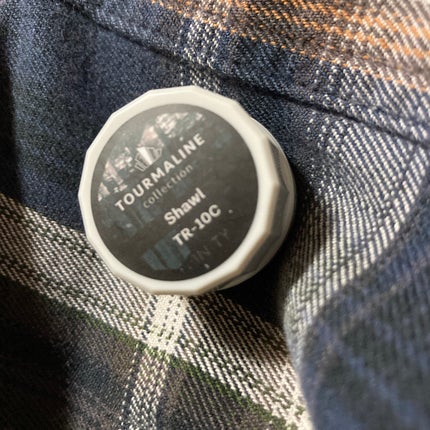 TOURMALINE
collection
Shawl
TR-10C